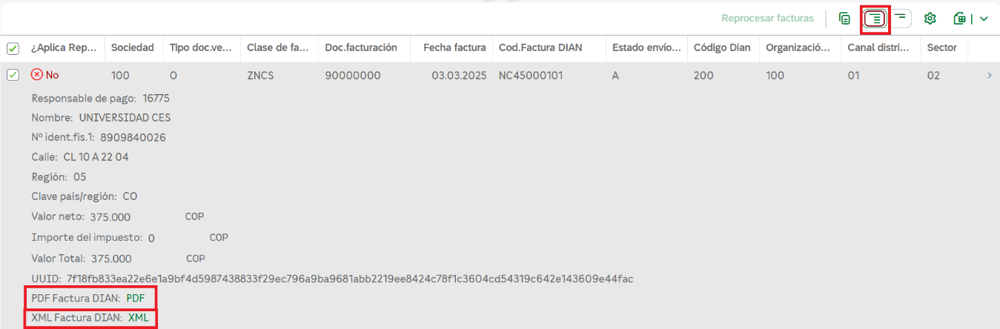 Reprocesar facturas
¿Aplica Rep... Sociedad Tipo doc.ve... Clase de fa... Doc.facturación Fecha factura Cod.Factura DIAN Estado envío... Código Dian Organizació... Canal distri... Sector
No 100 O ZNCS 90000000 03.03.2025 NC45000101 A 200 100 01 02
Responsable de pago: 16775
Nombre: UNIVERSIDAD CES
Nº ident.fis.1: 8909840026
Calle: CL 10 A 22 04
Región: 05
Clave país/región: CO
Valor neto: 375.000 COP
Importe del impuesto: 0 COP
Valor Total: 375.000 COP
UUID: 7f18fb833ea22e6e1a9bf4d5987438833f29ec796a9ba9681abb2219ee8424c78f1c3604cd54319c642e143609e44fac
PDF Factura DIAN: PDF
XML Factura DIAN: XML